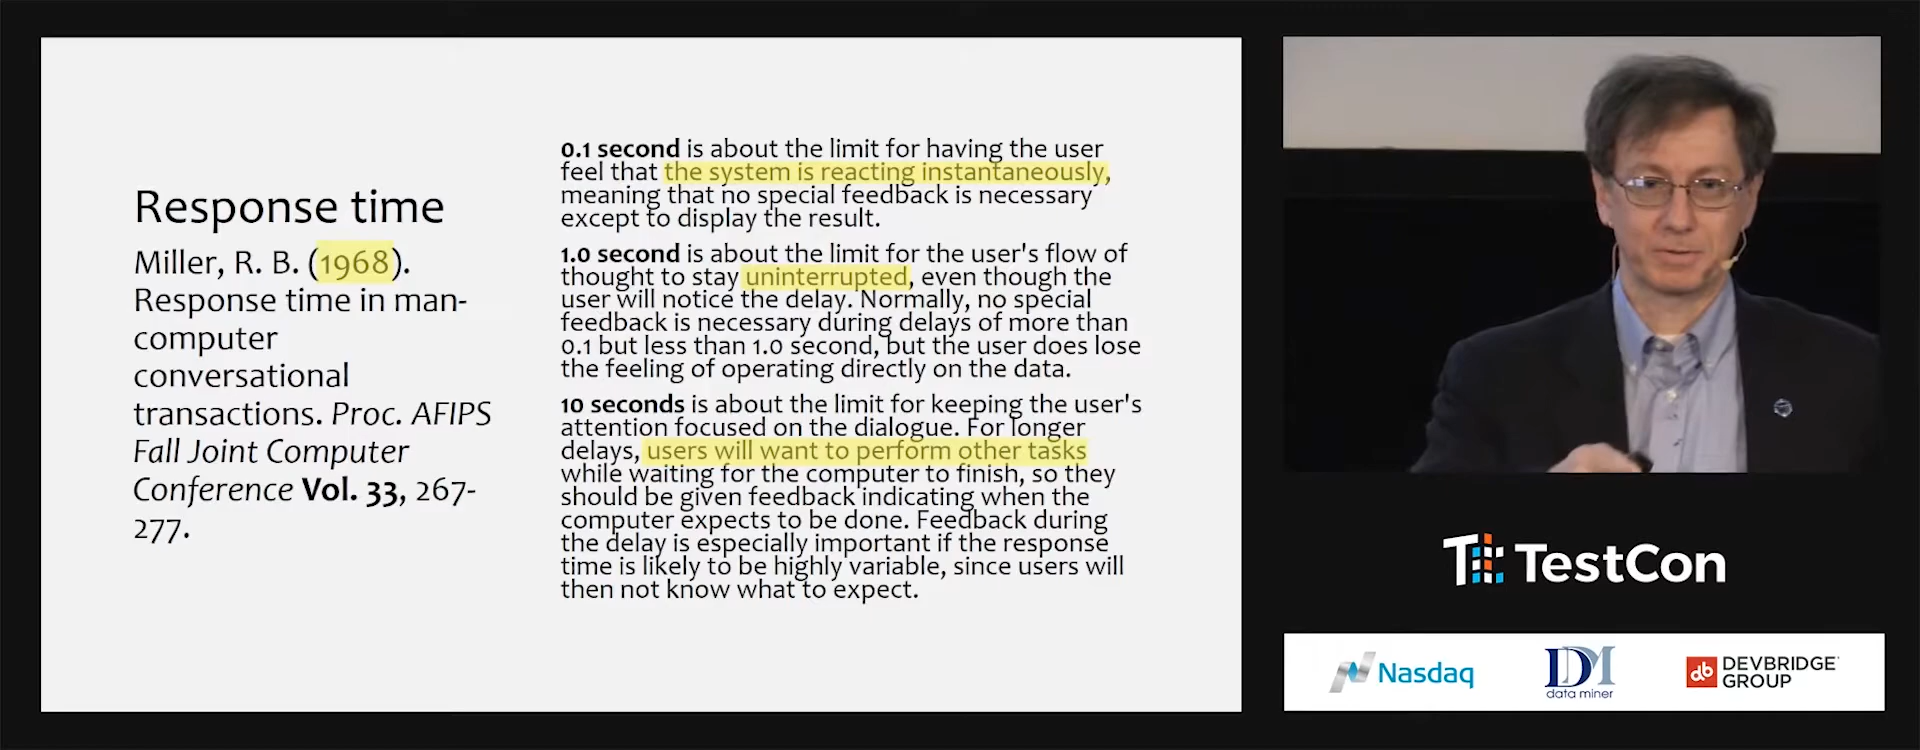 Response time
Miller, R. B. (1968).
Response time in man-
computer
conversational
transactions. Proc. AFIPS
Fall Joint Computer
Conference Vol. 33, 267-
277.
0.1 second is about the limit for having the user
feel that the system is reacting instantaneously,
meaning that no special feedback is necessary
except to display the result.
1.0 second is about the limit for the user's flow of
thought to stay uninterrupted, even though the
user will notice the delay. Normally, no special
feedback is necessary during delays of more than
0.1 but less than 1.0 second, but the user does lose
the feeling of operating directly on the data.
10 seconds is about the limit for keeping the user's
attention focused on the dialogue. For longer
delays, users will want to perform other tasks
while waiting for the computer to finish, so they
should be given feedback indicating when the
computer expects to be done. Feedback during
the delay is especially important if the response
time is likely to be highly variable, since users will
then not know what to expect.
TestCon
Nasdaq
DM
data miner
db
DEVBRIDGE
GROUP